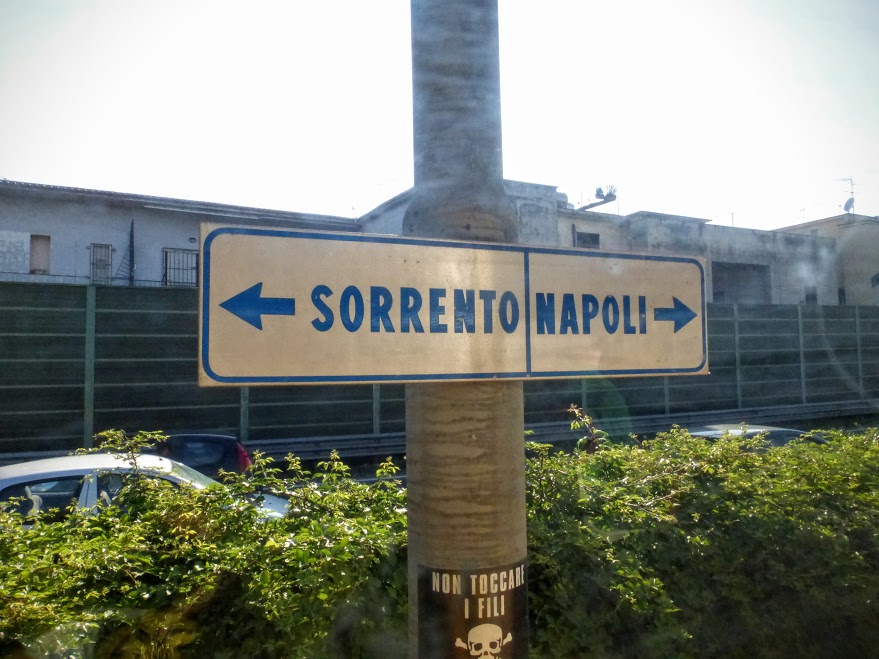 SORRENTO NAPOLI
NON TOCCARE
I FILI